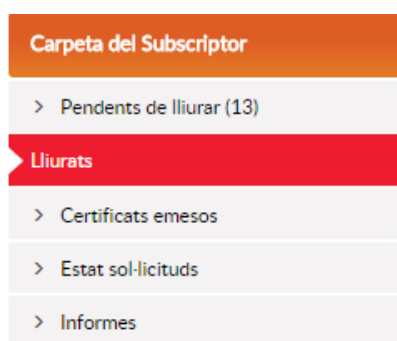 Carpeta del Subscriptor
> Pendents de lliurar (13)
Lliurats
> Certificats emesos
> Estat sol·licituds
> Informes